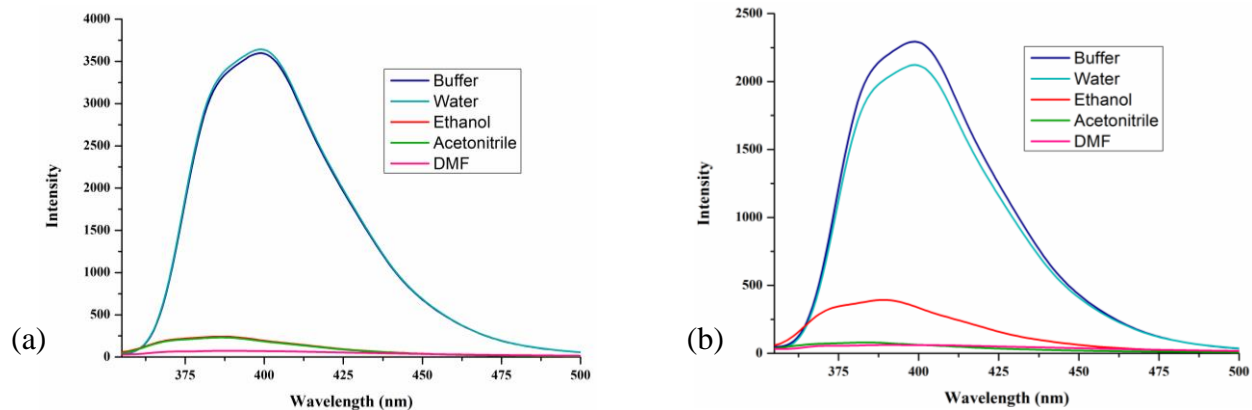 4000
3500
3000
2500
2000
1500
1000
500
0
Intensity
Buffer
Water
Ethanol
Acetonitrile
DMF
375
400
425
450
475
500
Wavelength (nm)
(a)
2500
2000
1500
1000
500
0
Intensity
Buffer
Water
Ethanol
Acetonitrile
DMF
375
400
425
450
475
500
Wavelength (nm)
(b)